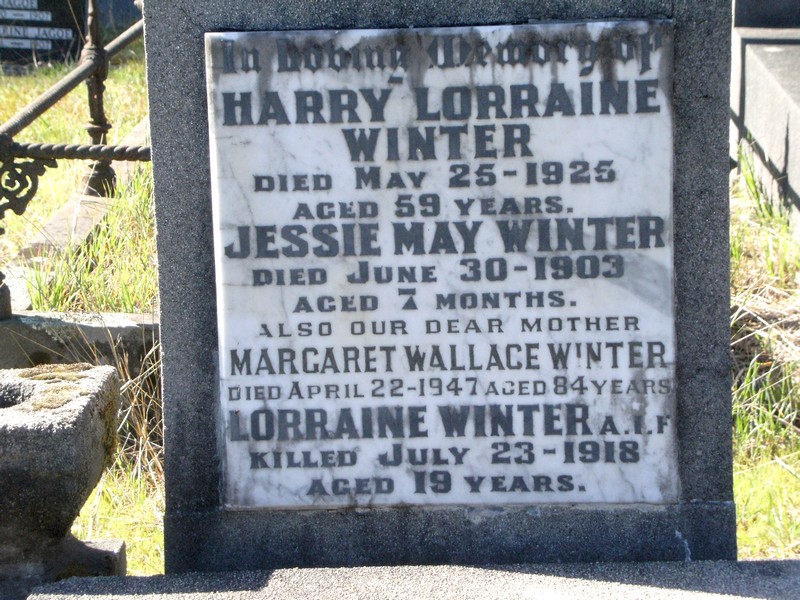 In Loving Memory of
HARRY LORRAINE
WINTER
DIED MAY 25-1925
AGED 59 YEARS.
JESSIE MAY WINTER
DIED JUNE 30-1903
AGED 7 MONTHS.
ALSO OUR DEAR MOTHER
MARGARET WALLACE WINTER
DIED APRIL 22-1947 AGED 84 YEARS
LORRAINE WINTER A.I.F
KILLED JULY 23-1918
AGED 19 YEARS.
JAGOT